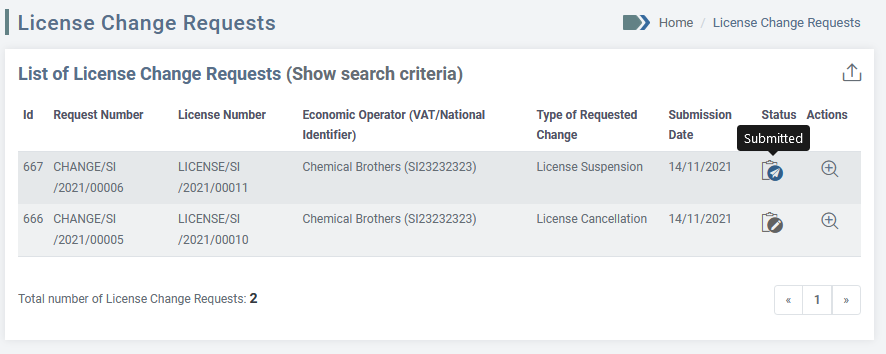 License Change Requests
Home / License Change Requests
List of License Change Requests (Show search criteria)
Id Request Number License Number Economic Operator (VAT/National Type of Requested Submission Status Actions
Identifier) Change Date
Submitted
667 CHANGE/SI LICENSE/SI Chemical Brothers (SI23232323) License Suspension 14/11/2021
/2021/00006 /2021/00011
666 CHANGE/SI LICENSE/SI Chemical Brothers (SI23232323) License Cancellation 14/11/2021
/2021/00005 /2021/00010
Total number of License Change Requests: 2
« 1 »